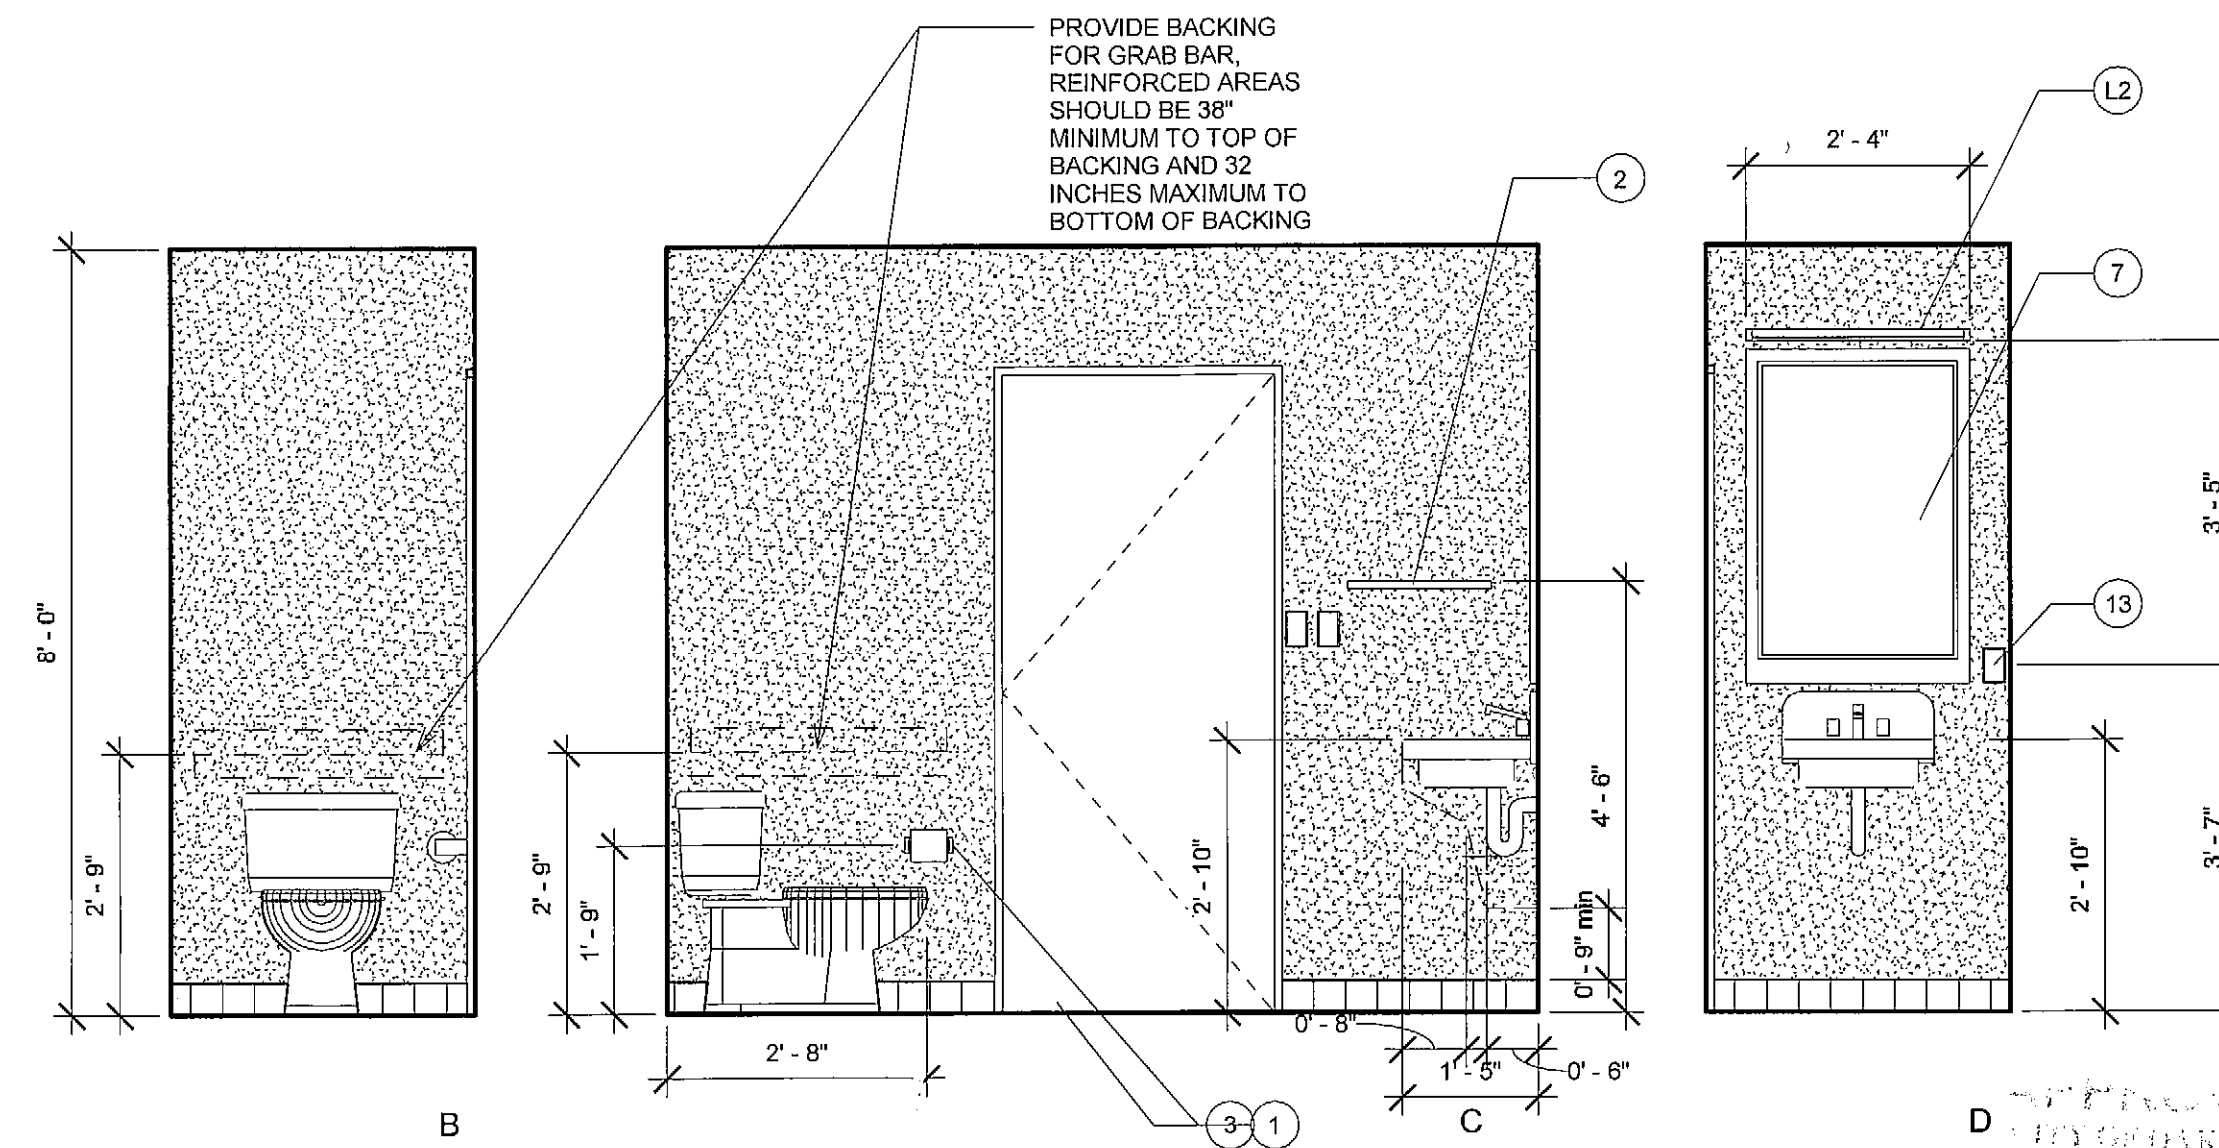 PROVIDE BACKING
FOR GRAB BAR,
REINFORCED AREAS
SHOULD BE 38"
MINIMUM TO TOP OF
BACKING AND 32
INCHES MAXIMUM TO
BOTTOM OF BACKING
L2
2' - 4"
2
7
3' - 5"
13
8' - 0"
2' - 9"
2' - 9"
1' - 9"
2' - 10"
4' - 6"
0' - 9" min
2' - 10"
3' - 7"
0' - 8"
2' - 8"
1' - 5"
0' - 6"
B
3
1
C
D